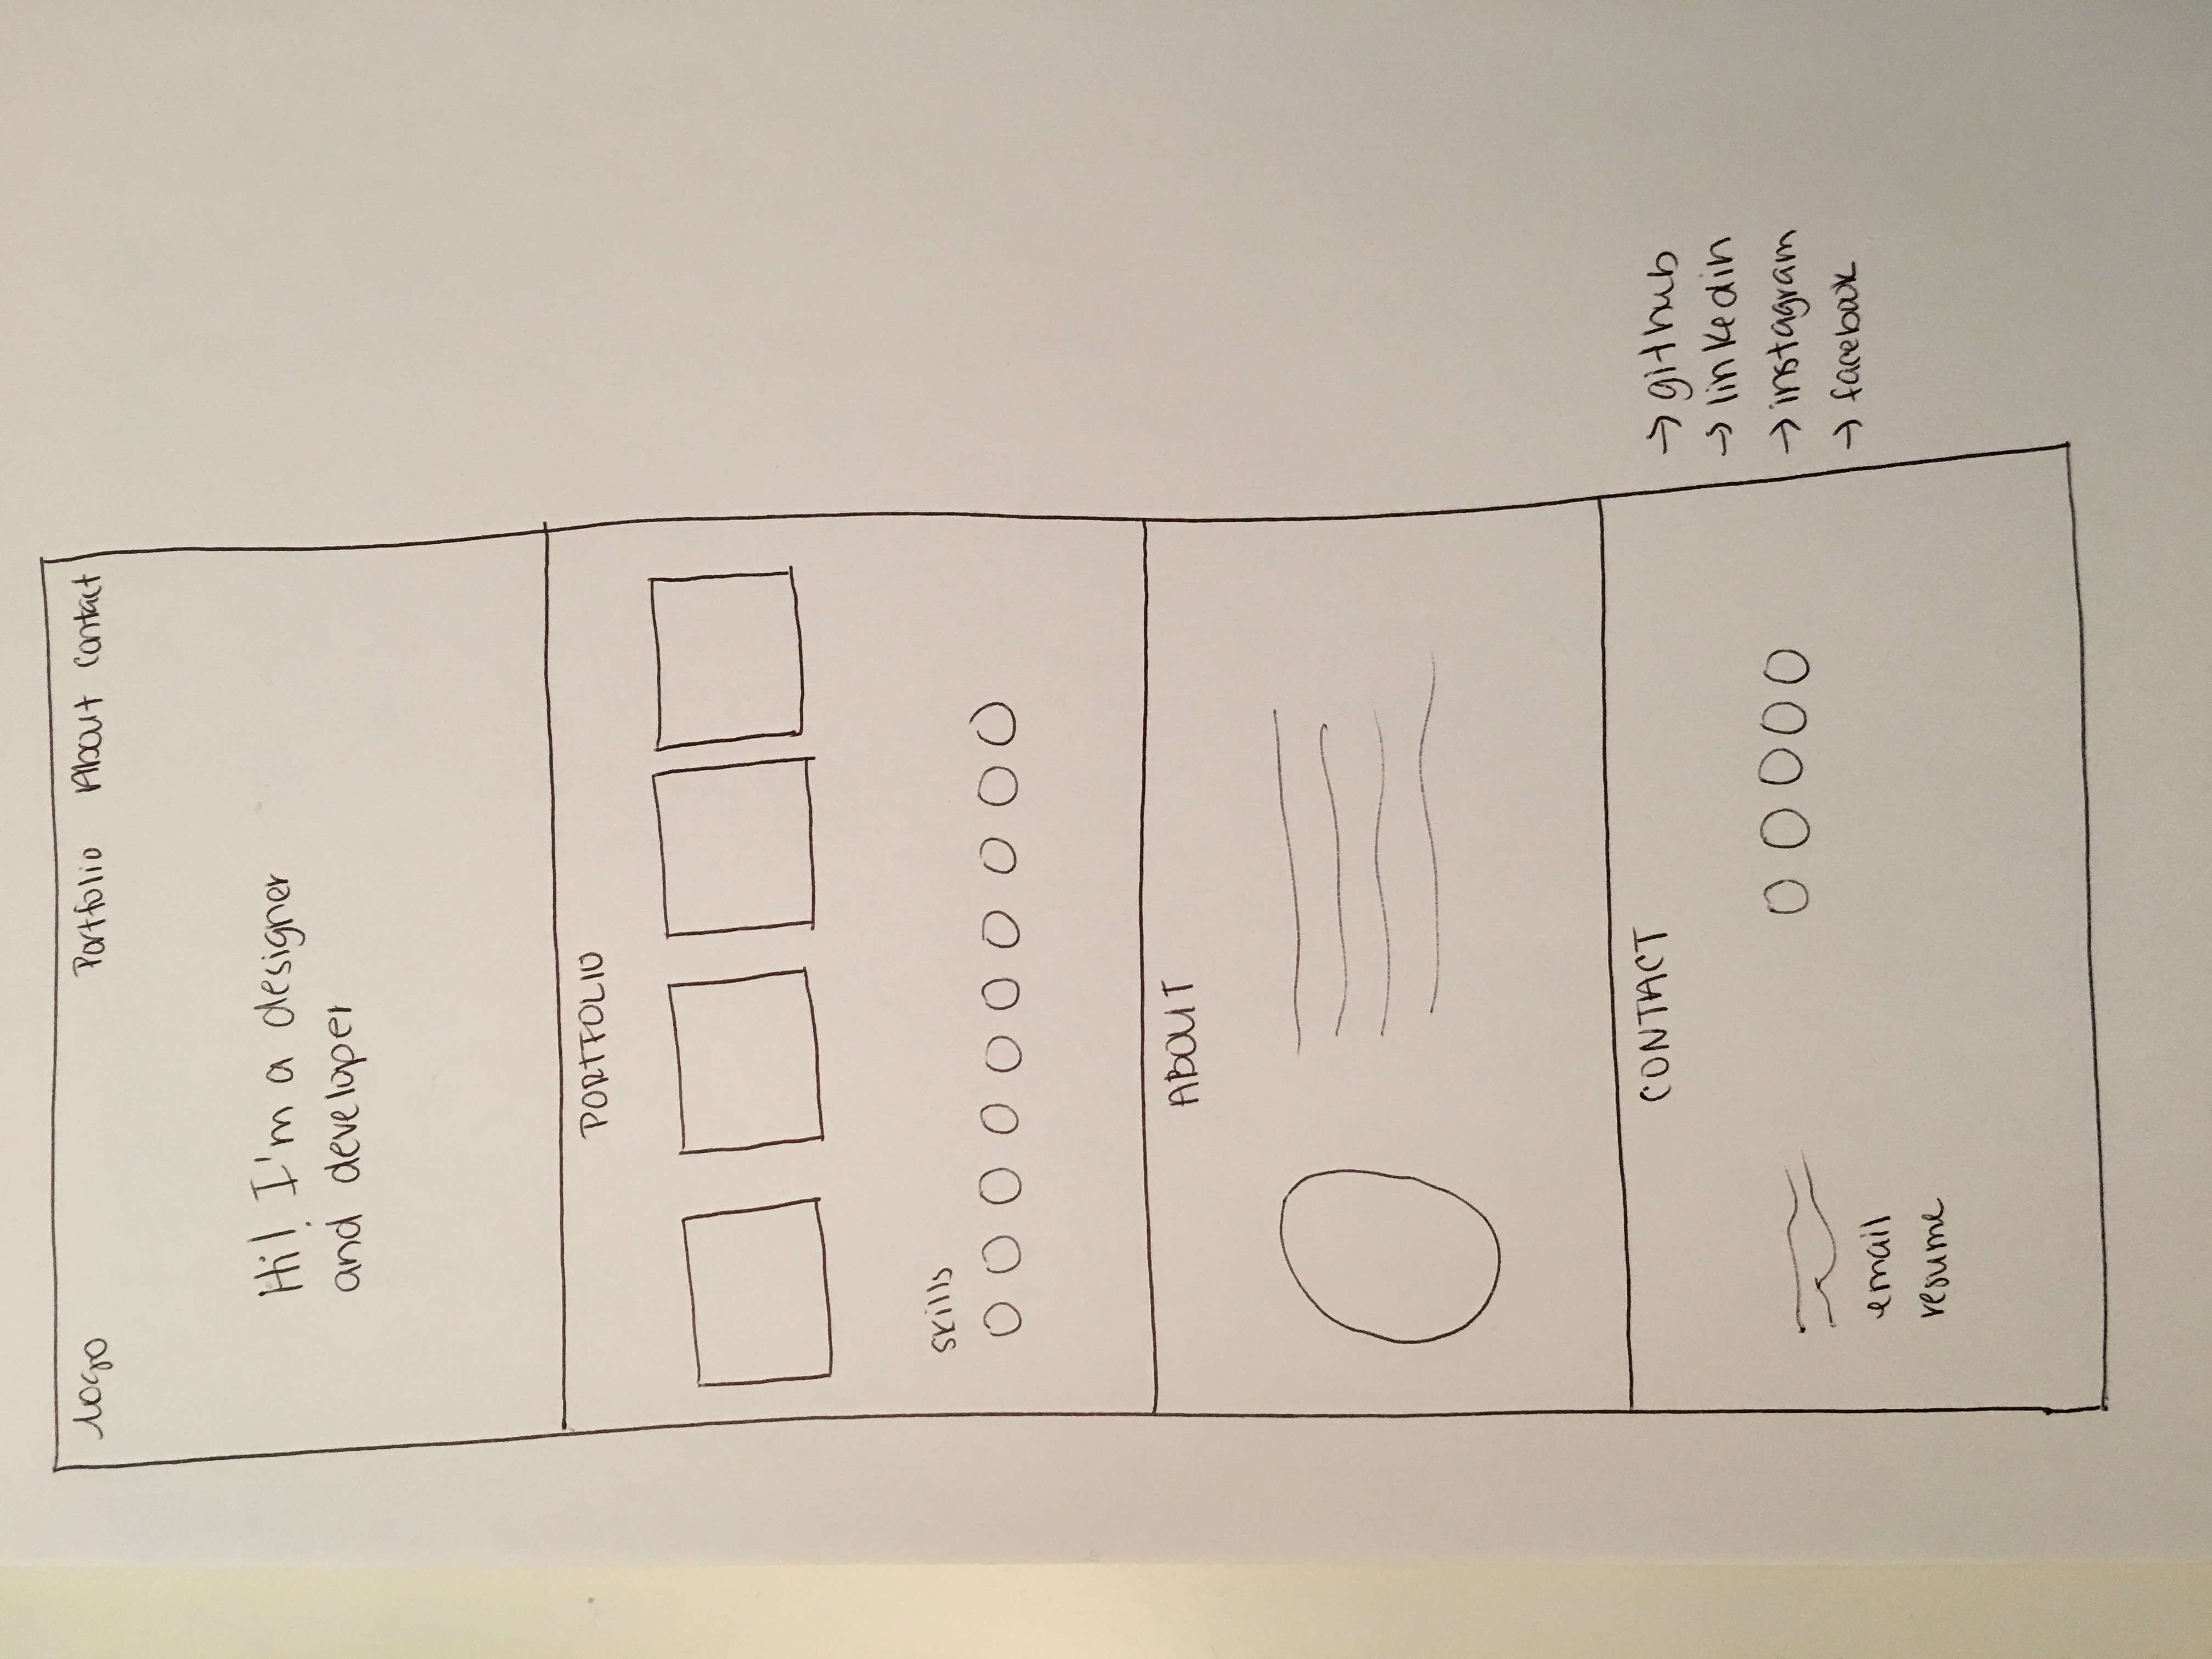 logo Portfolio About Contact
Hi! I'm a designer
and developer
PORTFOLIO
skills
ABOUT
CONTACT
email
resume
→ github
→ linkedin
→ instagram
→ facebook